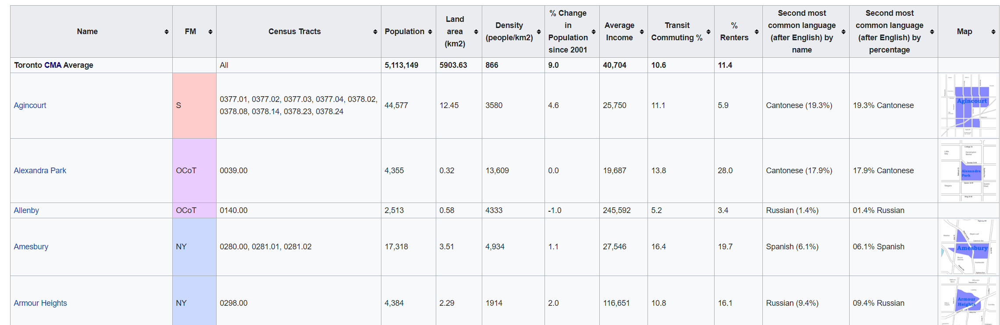 Name FM Census Tracts Population Land area (km2) Density (people/km2) % Change in Population since 2001 Average Income Transit Commuting % % Renters Second most common language (after English) by name Second most common language (after English) by percentage Map
Toronto CMA Average All 5,113,149 5903.63 866 9.0 40,704 10.6 11.4
Agincourt S 0377.01, 0377.02, 0377.03, 0377.04, 0378.02, 0378.08, 0378.14, 0378.23, 0378.24 44,577 12.45 3580 4.6 25,750 11.1 5.9 Cantonese (19.3%) 19.3% Cantonese Agincourt
Alexandra Park OCoT 0039.00 4,355 0.32 13,609 0.0 19,687 13.8 28.0 Cantonese (17.9%) 17.9% Cantonese Alexandra Park
Allenby OCoT 0140.00 2,513 0.58 4333 -1.0 245,592 5.2 3.4 Russian (1.4%) 01.4% Russian
Amesbury NY 0280.00, 0281.01, 0281.02 17,318 3.51 4,934 1.1 27,546 16.4 19.7 Spanish (6.1%) 06.1% Spanish Amesbury
Armour Heights NY 0298.00 4,384 2.29 1914 2.0 116,651 10.8 16.1 Russian (9.4%) 09.4% Russian Armour Heights